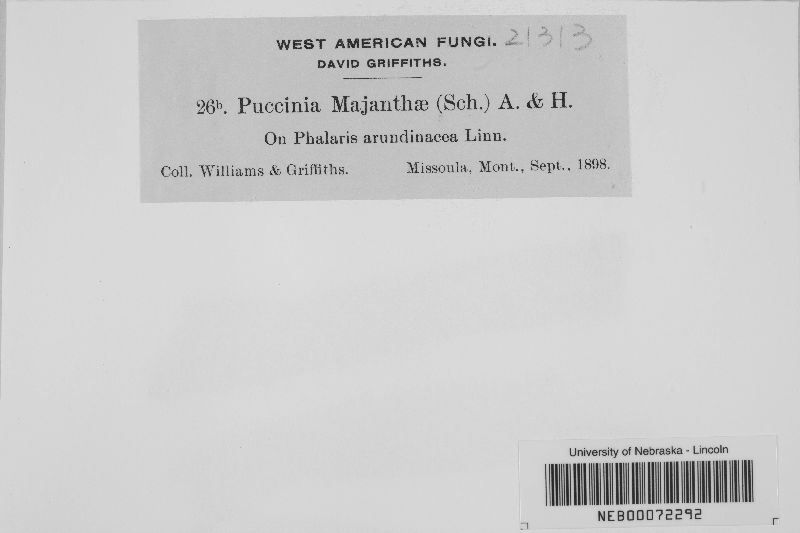 WEST AMERICAN FUNGI. 21313
DAVID GRIFFITHS.
26ᵇ. Puccinia Majanthæ (Sch.) A. & H.
On Phalaris arundinacea Linn.
Coll. Williams & Griffiths. Missoula, Mont., Sept., 1898.
University of Nebraska - Lincoln
NEB00072292